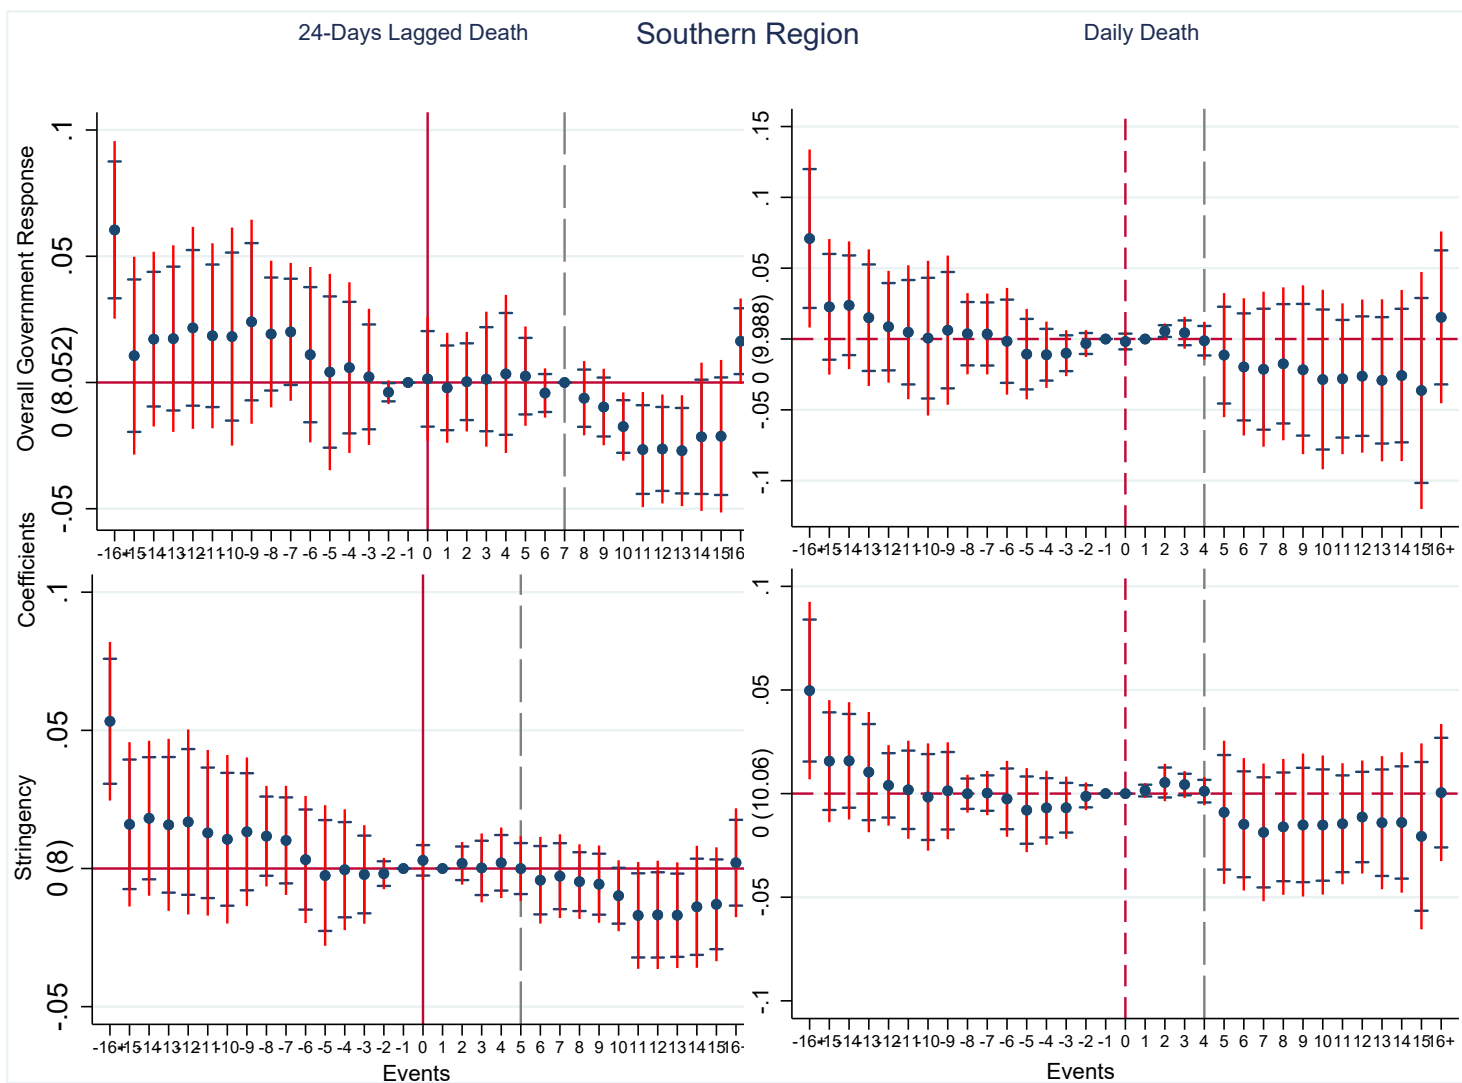 24-Days Lagged Death Southern Region Daily Death
Overall Government Response
Coefficients
Stringency
.1
.05
0 (8.052)
-.05
-16+ -15 -14 -13 -12 -11 -10 -9 -8 -7 -6 -5 -4 -3 -2 -1 0 1 2 3 4 5 6 7 8 9 10 11 12 13 14 15 16
.15
.1
.05
0 (9.988)
-.05
-.1
-16+ -15 -14 -13 -12 -11 -10 -9 -8 -7 -6 -5 -4 -3 -2 -1 0 1 2 3 4 5 6 7 8 9 10 11 12 13 14 15 16+
.1
.05
0 (8)
-.05
-16+ -15 -14 -13 -12 -11 -10 -9 -8 -7 -6 -5 -4 -3 -2 -1 0 1 2 3 4 5 6 7 8 9 10 11 12 13 14 15 16
Events
.1
.05
0 (10.06)
-.05
-.1
-16+ -15 -14 -13 -12 -11 -10 -9 -8 -7 -6 -5 -4 -3 -2 -1 0 1 2 3 4 5 6 7 8 9 10 11 12 13 14 15 16+
Events